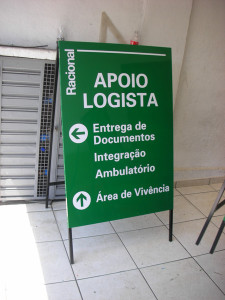 Racional
APOIO
LOGISTA
Entrega de
Documentos
Integração
Ambulatório
Área de Vivência